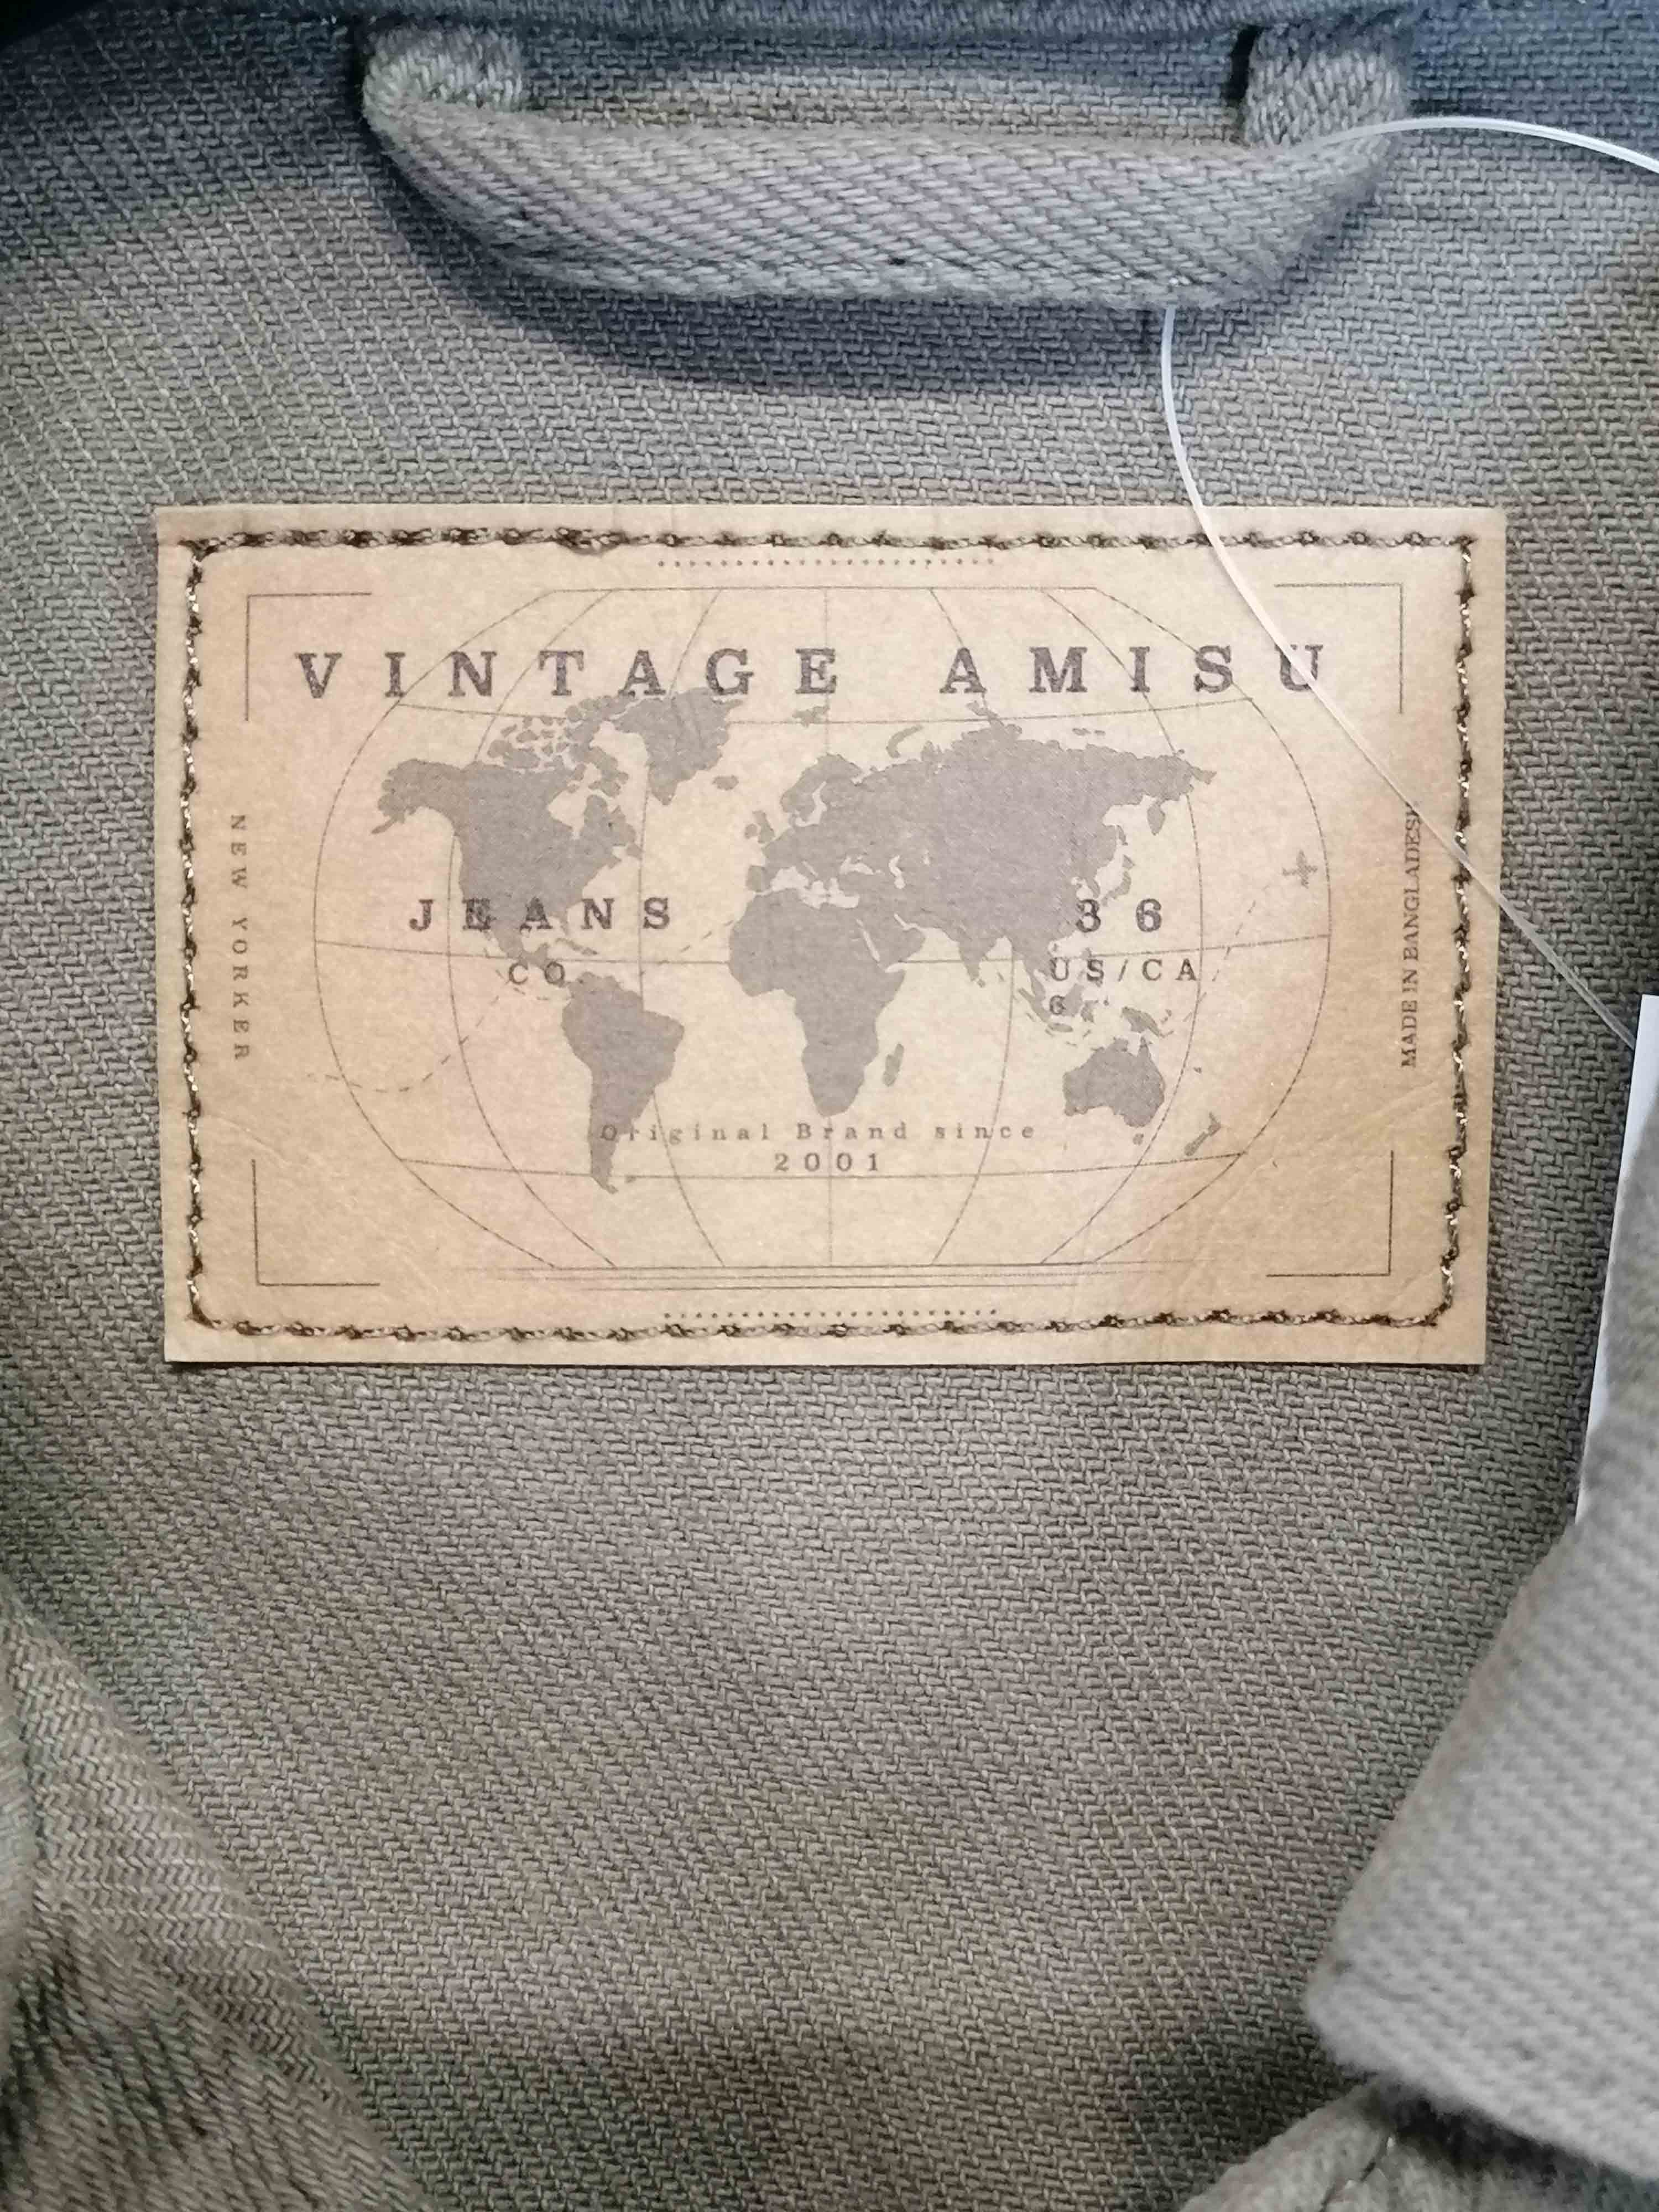 VINTAGE AMISU
NEW YORKER
JEANS
CO.
36
US/CA
6
MADE IN BANGLADESH
Original Brand since
2001